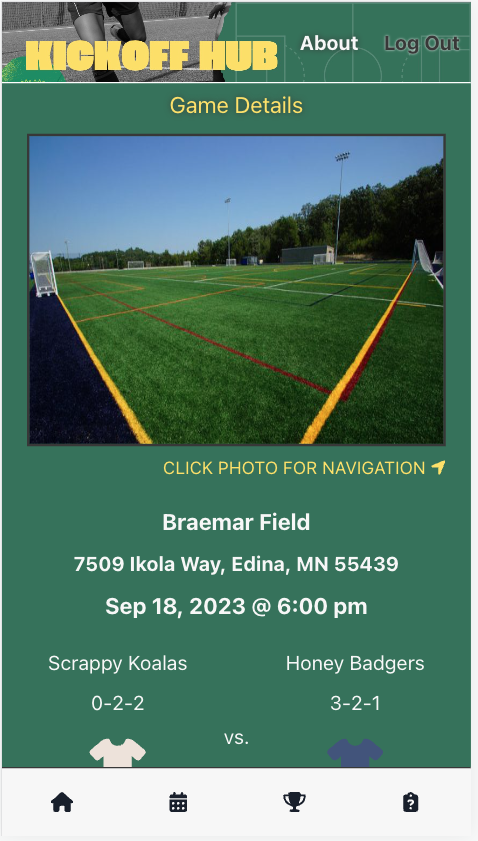 KICKOFF HUB
About
Log Out
Game Details
CLICK PHOTO FOR NAVIGATION
Braemar Field
7509 Ikola Way, Edina, MN 55439
Sep 18, 2023 @ 6:00 pm
Scrappy Koalas
Honey Badgers
0-2-2
3-2-1
vs.